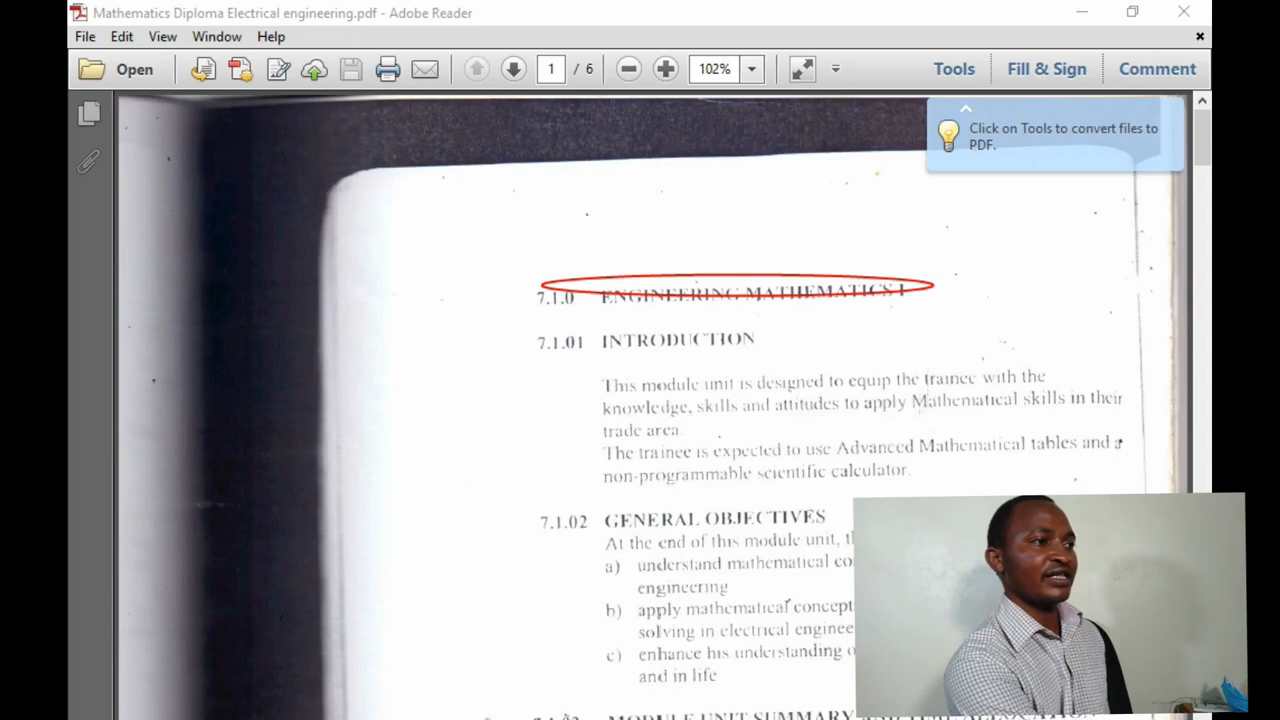 Mathematics Diploma Electrical engineering.pdf - Adobe Reader
File Edit View Window Help
Open 1 / 6 102% Tools Fill & Sign Comment
Click on Tools to convert files to
PDF.
7.1.0 ENGINEERING MATHEMATICS I
7.1.01 INTRODUCTION
This module unit is designed to equip the trainee with the
knowledge, skills and attitudes to apply Mathematical skills in their
trade area.
The trainee is expected to use Advanced Mathematical tables and a
non-programmable scientific calculator.
7.1.02 GENERAL OBJECTIVES
At the end of this module unit,
a) understand mathematical
engineering
b) apply mathematical concept
solving in electrical
c) enhance his understanding
and in life
MODULE UNIT SUMMARY AND